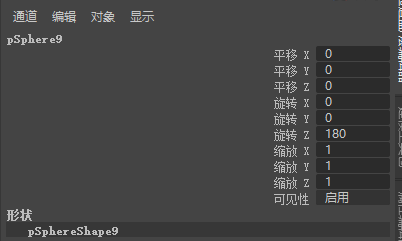 通道 编辑 对象 显示
pSphere9
平移 X 0
平移 Y 0
平移 Z 0
旋转 X 0
旋转 Y 0
旋转 Z 180
缩放 X 1
缩放 Y 1
缩放 Z 1
可见性 启用
形状
pSphereShape9